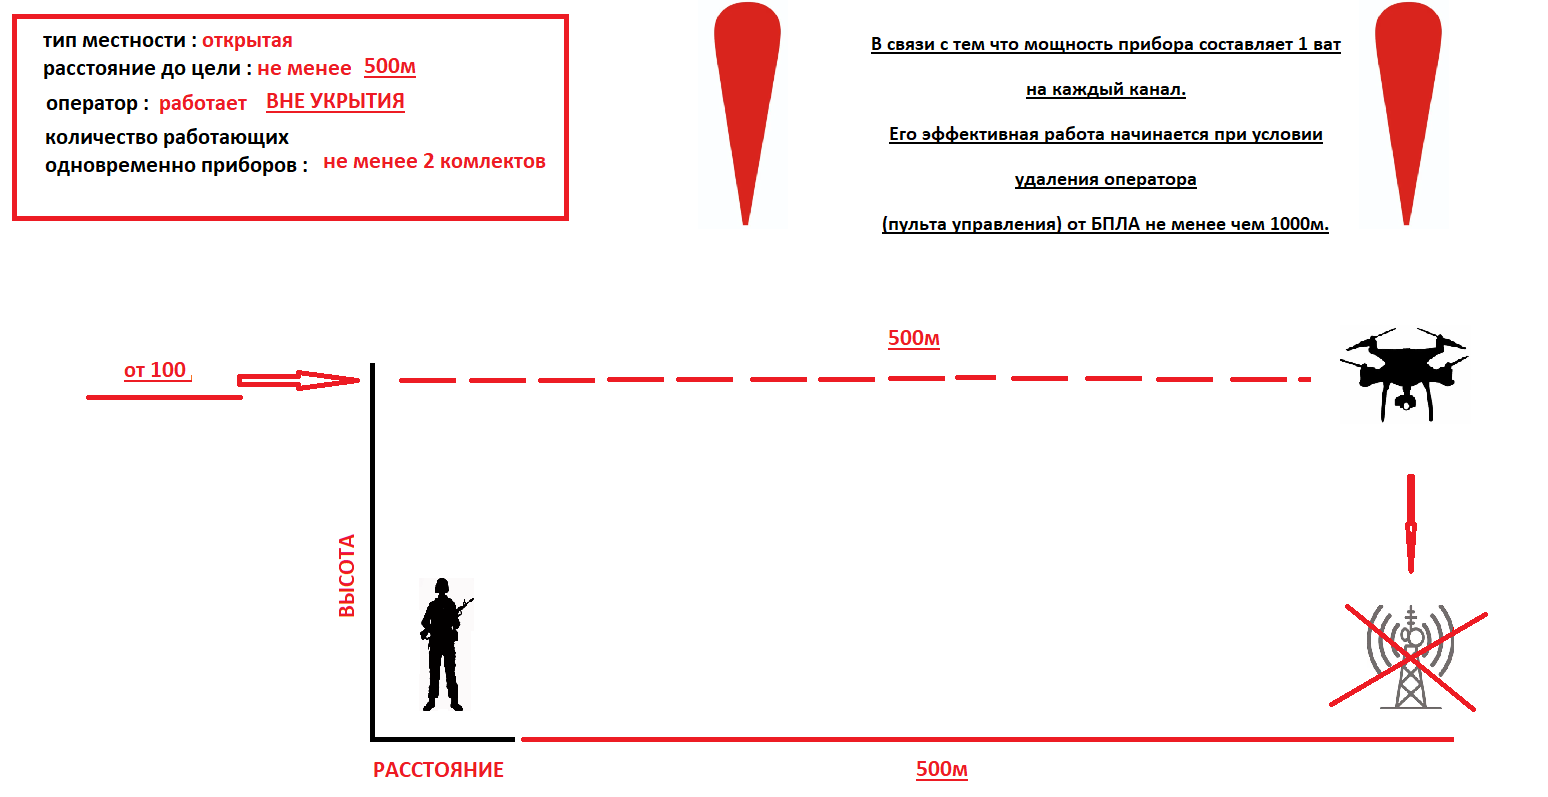 тип местности : открытая
расстояние до цели : не менее 500м
оператор : работает ВНЕ УКРЫТИЯ
количество работающих
одновременно приборов : не менее 2 комлектов
В связи с тем что мощность прибора составляет 1 ват
на каждый канал.
Его эффективная работа начинается при условии
удаления оператора
(пульта управления) от БПЛА не менее чем 1000м.
500м
от 100
ВЫСОТА
РАССТОЯНИЕ
500м